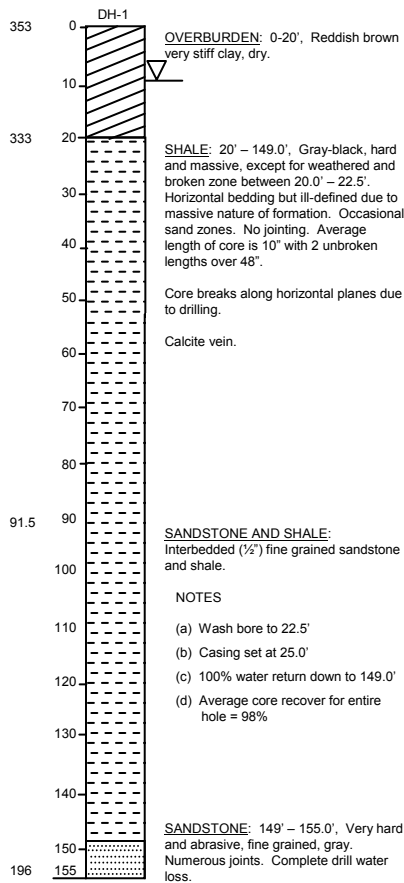 DH-1
353 0 OVERBURDEN: 0-20', Reddish brown
very stiff clay, dry.
10
333 20 SHALE: 20' – 149.0', Gray-black, hard
and massive, except for weathered and
broken zone between 20.0' – 22.5'.
30 Horizontal bedding but ill-defined due to
massive nature of formation. Occasional
40 sand zones. No jointing. Average
length of core is 10" with 2 unbroken
lengths over 48".
50 Core breaks along horizontal planes due
to drilling.
60 Calcite vein.
70
80
91.5 90 SANDSTONE AND SHALE:
Interbedded (½") fine grained sandstone
100 and shale.
NOTES
110 (a) Wash bore to 22.5'
(b) Casing set at 25.0'
120 (c) 100% water return down to 149.0'
(d) Average core recover for entire
130 hole = 98%
140
SANDSTONE: 149' – 155.0', Very hard
150 and abrasive, fine grained, gray.
196 155 Numerous joints. Complete drill water
loss.